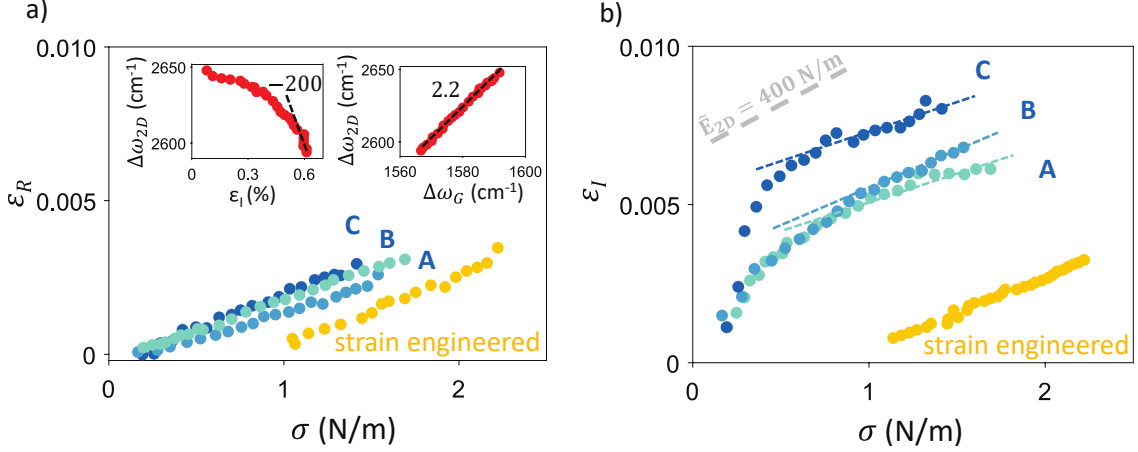 a)
0.010
0.005
0
ε_R
Δω_2D (cm⁻¹)
2650
2600
−200
0 0.3 0.6
ε_I(%)
Δω_2D (cm⁻¹)
2650
2600
2.2
1560 1580 1600
Δω_G (cm⁻¹)
C
B
A
strain engineered
0 1 2
σ (N/m)
b)
0.010
0.005
0
ε_I
Ẽ_2D = 400 N/m
C
B
A
strain engineered
0 1 2
σ (N/m)